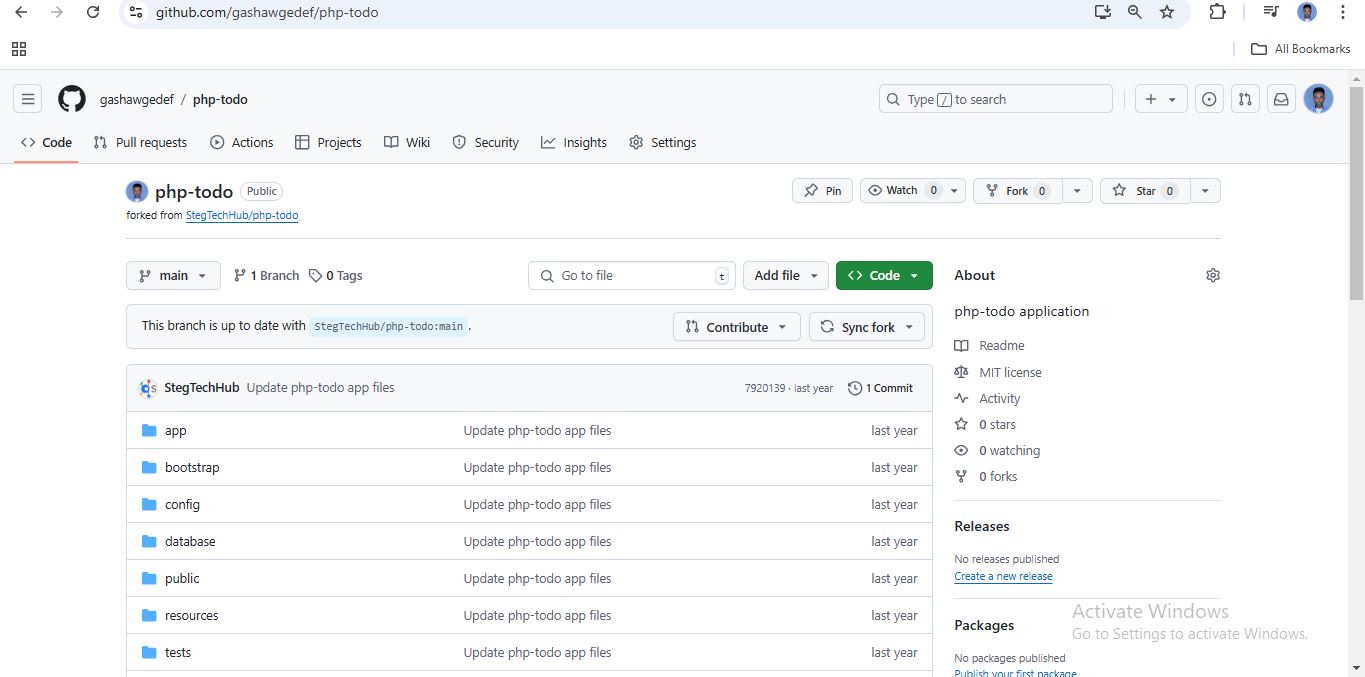 github.com/gashawgedef/php-todo
All Bookmarks
gashawgedef / php-todo
Type / to search
Code Pull requests Actions Projects Wiki Security Insights Settings
php-todo Public
Pin Watch 0 Fork 0 Star 0
forked from StegTechHub/php-todo
main 1 Branch 0 Tags Go to file t Add file Code
This branch is up to date with StegTechHub/php-todo:main .
Contribute Sync fork
StegTechHub Update php-todo app files 7920139 · last year 1 Commit
app Update php-todo app files last year
bootstrap Update php-todo app files last year
config Update php-todo app files last year
database Update php-todo app files last year
public Update php-todo app files last year
resources Update php-todo app files last year
tests Update php-todo app files last year
About
php-todo application
Readme
MIT license
Activity
0 stars
0 watching
0 forks
Releases
No releases published
Create a new release
Packages
No packages published
Publish your first package
Activate Windows
Go to Settings to activate Windows.